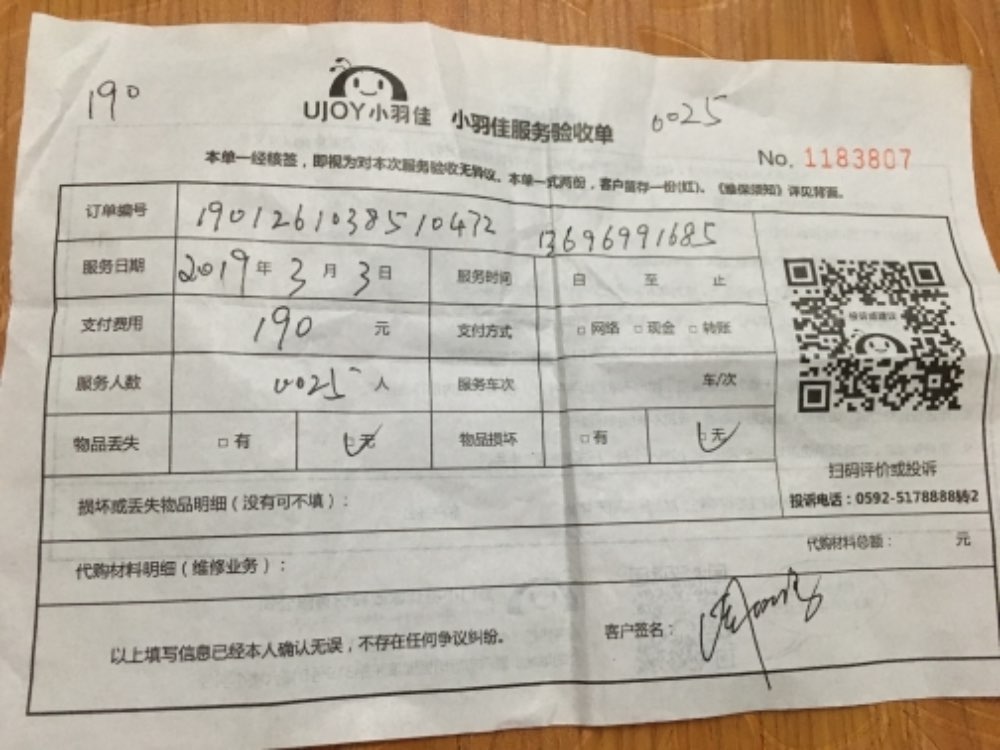 190
UJOY小羽佳 小羽佳服务验收单
0025
No. 1183807
本单一经核签，即视为对本次服务验收无异议。本单一式两份，客户留存一份(红)、《维保须知》详见背面。
订单编号 1901261038510472 13696991685
服务日期 2019年3月3日 服务时间 自 至 止
支付费用 190 元 支付方式 □网络 □现金 □转账
服务人数 0025 人 服务车次 车/次
物品丢失 □有 □无 物品损坏 □有 □无
投诉或建议
扫码评价或投诉
投诉电话：0592-5178888转2
损坏或丢失物品明细（没有可不填）：
代购材料明细（维修业务）： 代购材料总额： 元
以上填写信息已经本人确认无误，不存在任何争议纠纷。 客户签名：